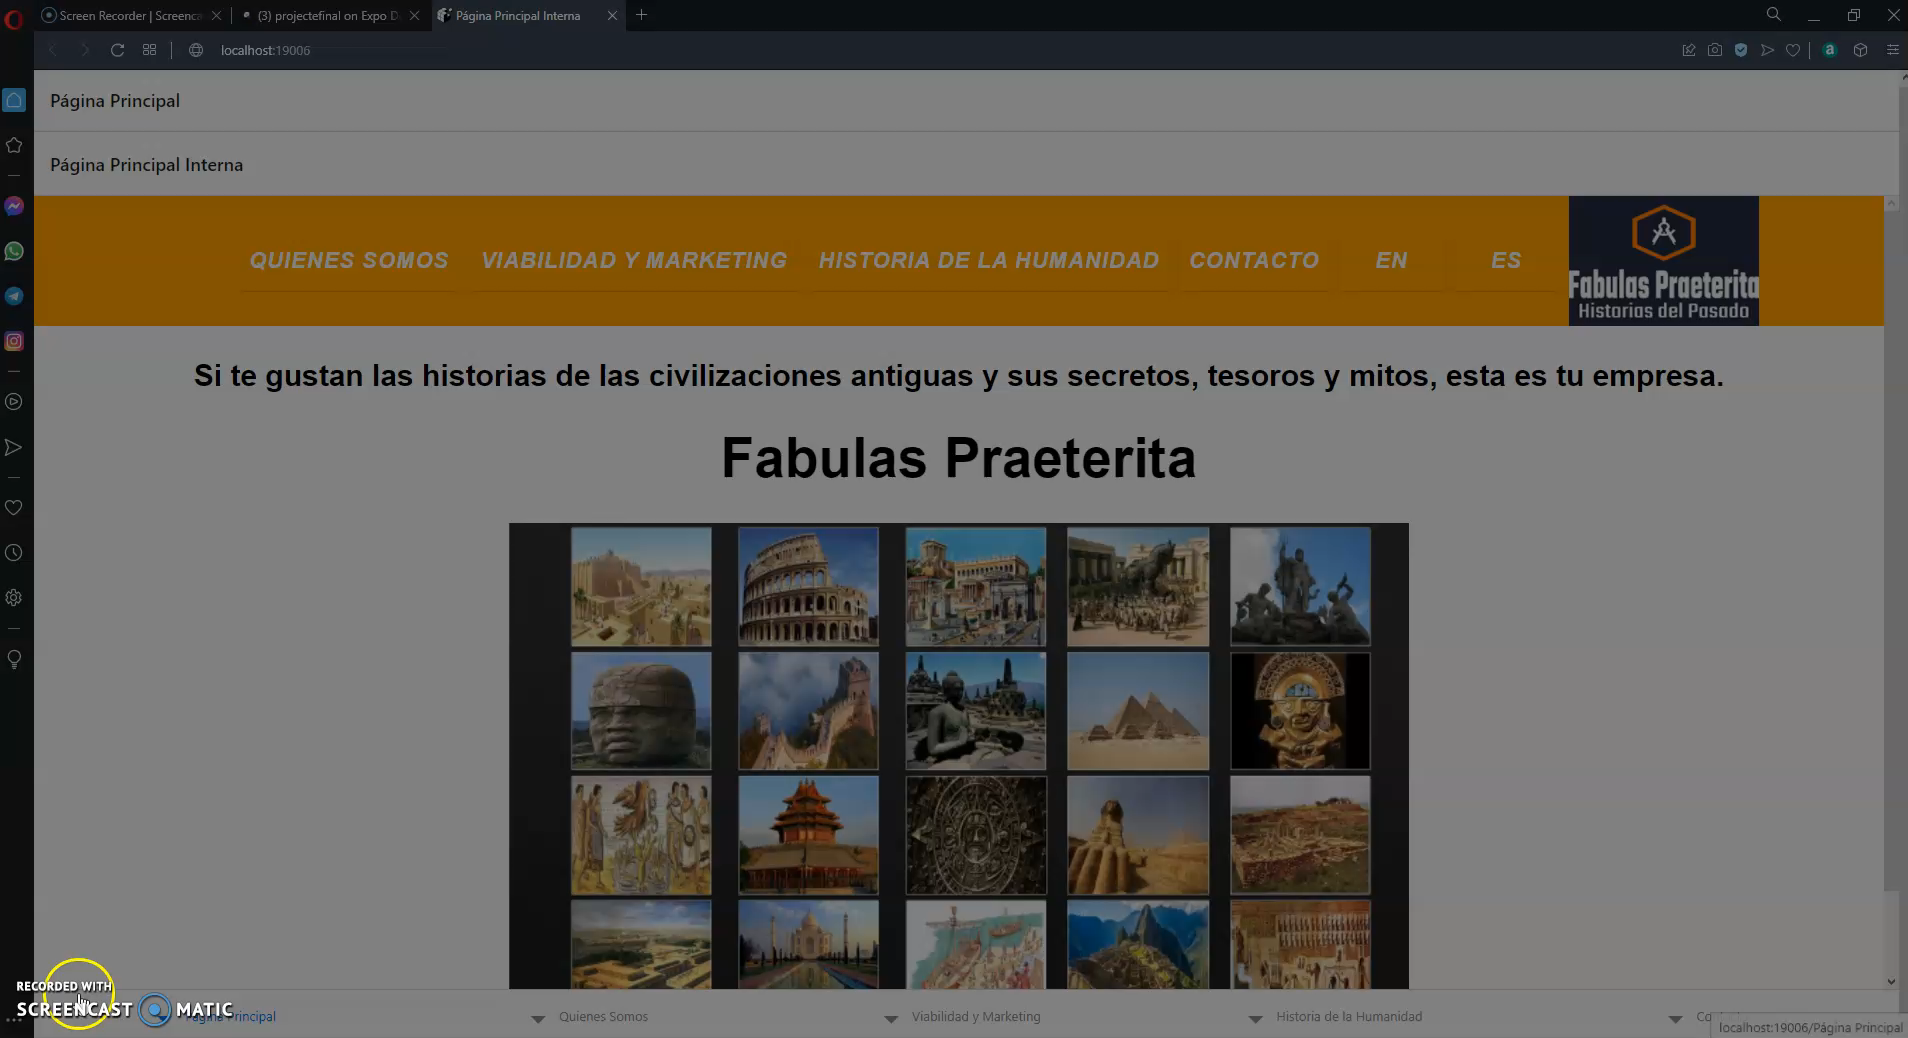 Screen Recorder | Screenca
(3) projectefinal on Expo D
Página Principal Interna
localhost:19006
Página Principal
Página Principal Interna
QUIENES SOMOS
VIABILIDAD Y MARKETING
HISTORIA DE LA HUMANIDAD
CONTACTO
EN
ES
Fabulas Praeterita
Historias del Pasado
Si te gustan las historias de las civilizaciones antiguas y sus secretos, tesoros y mitos, esta es tu empresa.
Fabulas Praeterita
RECORDED WITH
SCREENCAST MATIC
Página Principal
Quienes Somos
Viabilidad y Marketing
Historia de la Humanidad
localhost:19006/Página Principal